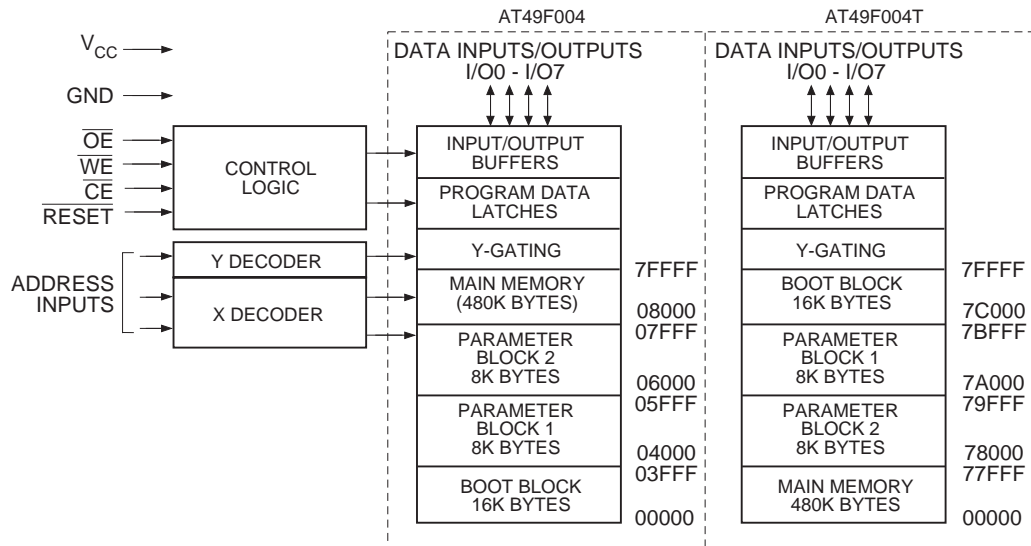 AT49F004
AT49F004T
V_CC
GND
OE
WE
CE
RESET
ADDRESS
INPUTS
CONTROL
LOGIC
Y DECODER
X DECODER
DATA INPUTS/OUTPUTS
I/O0 - I/O7
INPUT/OUTPUT
BUFFERS
PROGRAM DATA
LATCHES
Y-GATING
7FFFF
MAIN MEMORY
(480K BYTES)
08000
07FFF
PARAMETER
BLOCK 2
8K BYTES
06000
05FFF
PARAMETER
BLOCK 1
8K BYTES
04000
03FFF
BOOT BLOCK
16K BYTES
00000
DATA INPUTS/OUTPUTS
I/O0 - I/O7
INPUT/OUTPUT
BUFFERS
PROGRAM DATA
LATCHES
Y-GATING
7FFFF
BOOT BLOCK
16K BYTES
7C000
7BFFF
PARAMETER
BLOCK 1
8K BYTES
7A000
79FFF
PARAMETER
BLOCK 2
8K BYTES
78000
77FFF
MAIN MEMORY
480K BYTES
00000